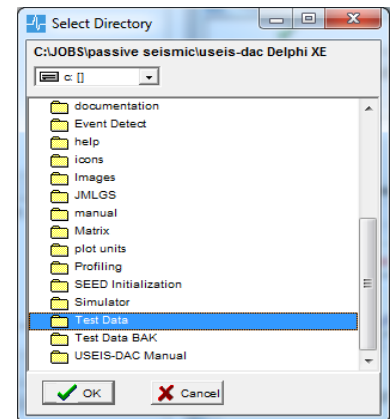 Select Directory
C:\JOBS\passive seismic\useis-dac Delphi XE
c: []
documentation
Event Detect
help
icons
Images
JMLGS
manual
Matrix
plot units
Profiling
SEED Initialization
Simulator
Test Data
Test Data BAK
USEIS-DAC Manual
OK Cancel